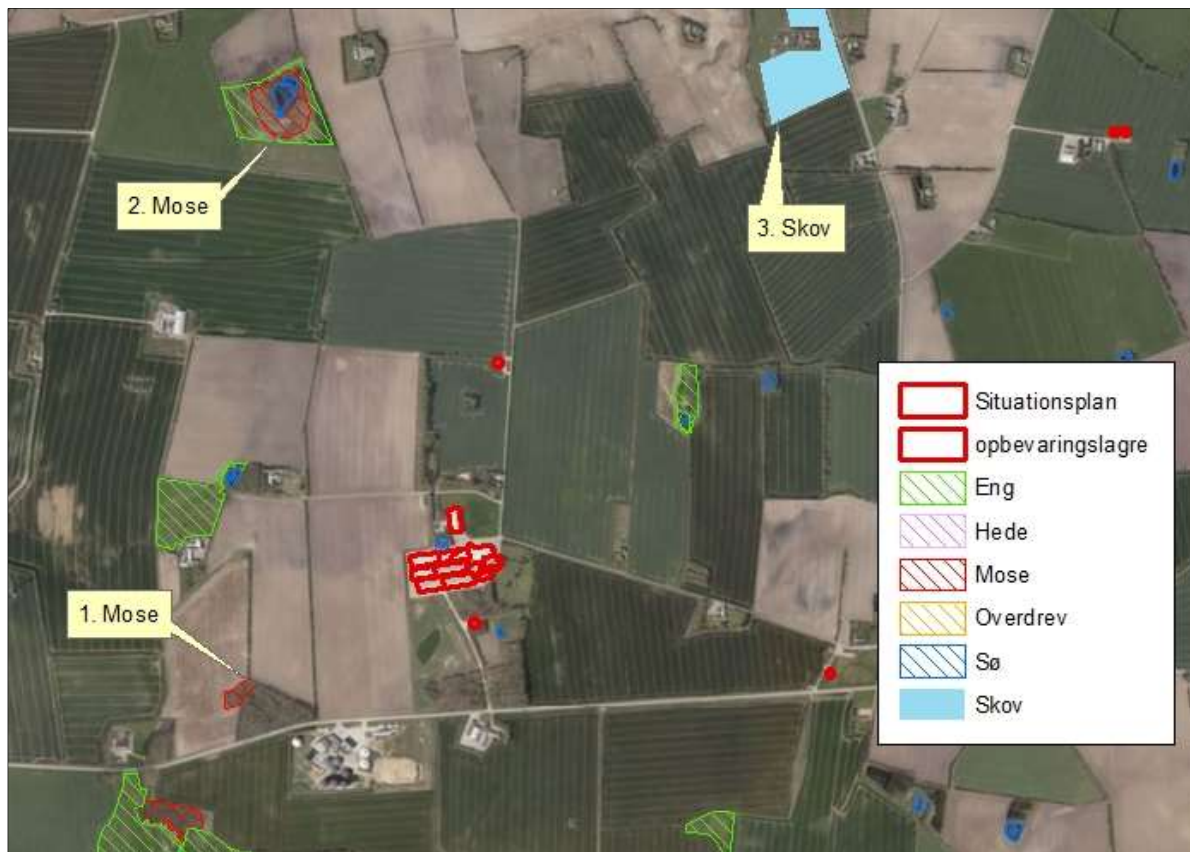 2. Mose
3. Skov
1. Mose
Situationsplan
opbevaringslagre
Eng
Hede
Mose
Overdrev
Sø
Skov